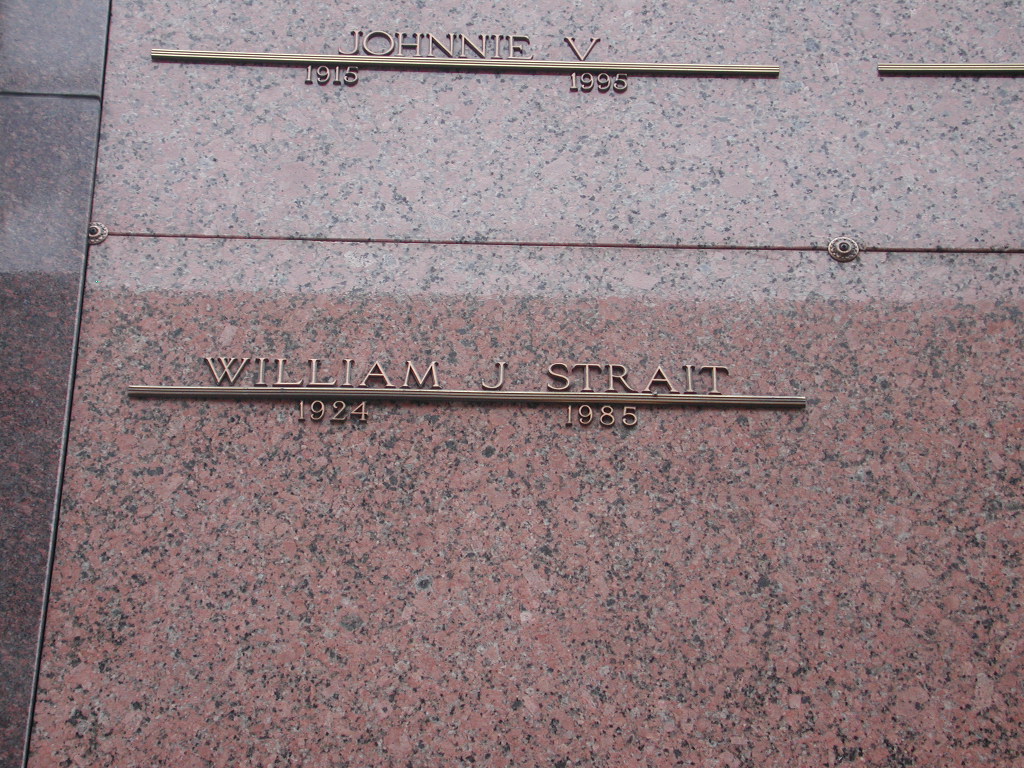 JOHNNIE V
1915 1995
WILLIAM J STRAIT
1924 1985